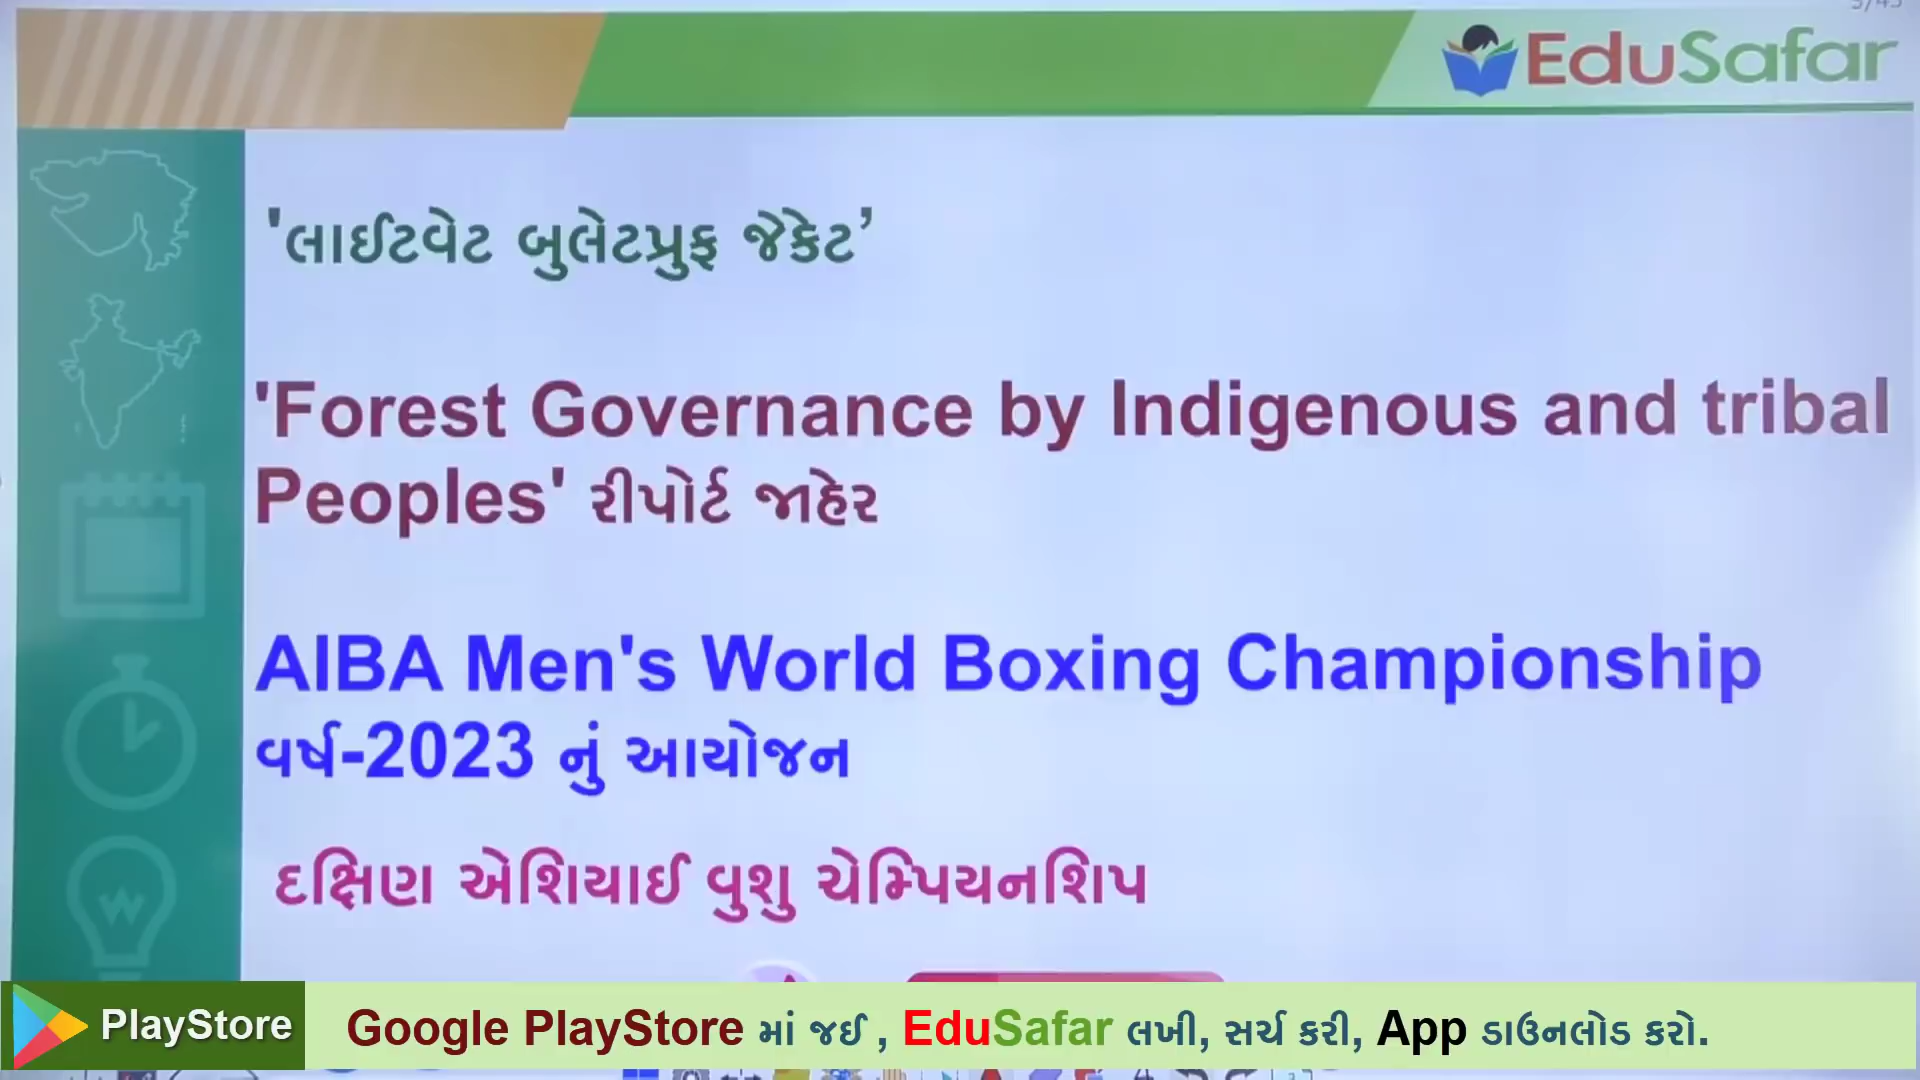 EduSafar
'લાઈટવેટ બુલેટપ્રુફ જેકેટ’
'Forest Governance by Indigenous and tribal
Peoples' રીપોર્ટ જાહેર
AIBA Men's World Boxing Championship
વર્ષ-2023 નું આયોજન
દક્ષિણ એશિયાઈ વુશુ ચેમ્પિયનશિપ
PlayStore
Google PlayStore માં જઈ , EduSafar લખી, સર્ચ કરી, App ડાઉનલોડ કરો.